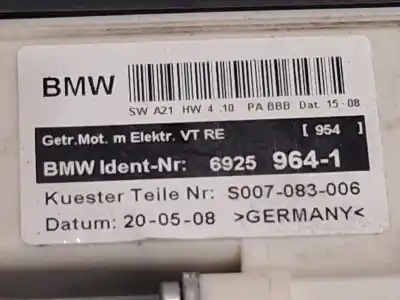 BMW
SW A21 HW 4 .10 PA BBB Dat. 15-08
Getr.Mot. m Elektr. VT RE [ 954 ]
BMW Ident-Nr: 6925 964-1
Kuester Teile Nr: S007-083-006
Datum: 20-05-08 >GERMANY<